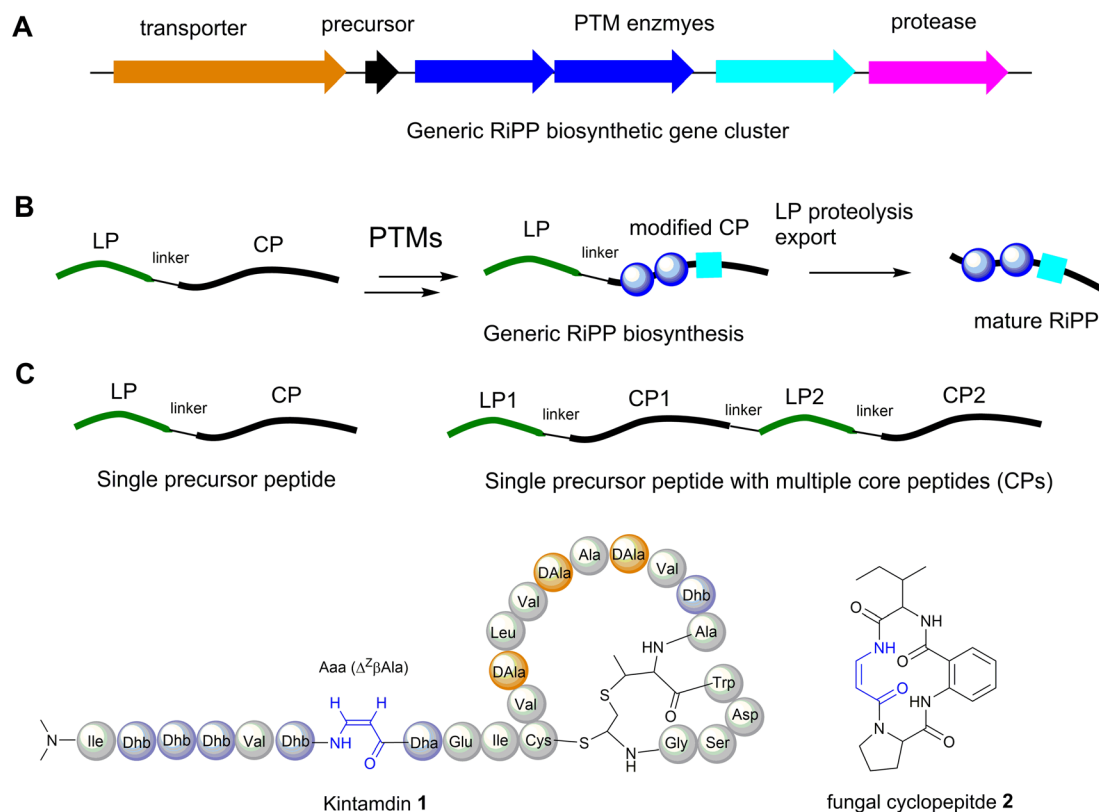 A
transporter
precursor
PTM enzmyes
protease
Generic RiPP biosynthetic gene cluster
B
LP
linker
CP
PTMs
LP
linker
modified CP
LP proteolysis
export
Generic RiPP biosynthesis
mature RiPP
C
LP
linker
CP
LP1
linker
CP1
linker
LP2
linker
CP2
Single precursor peptide
Single precursor peptide with multiple core peptides (CPs)
DAla
Ala
DAla
Val
Val
Dhb
Leu
Ala
Aaa (ΔZβAla)
DAla
HN
Trp
Val
S
O
Asp
H H
N
Ile
Dhb
Dhb
Dhb
Val
Dhb
NH
O
Dha
Glu
Ile
Cys
S
N
H
Gly
Ser
Kintamdin 1
O
NH
NH
O
O
HN
N
O
fungal cyclopepitde 2